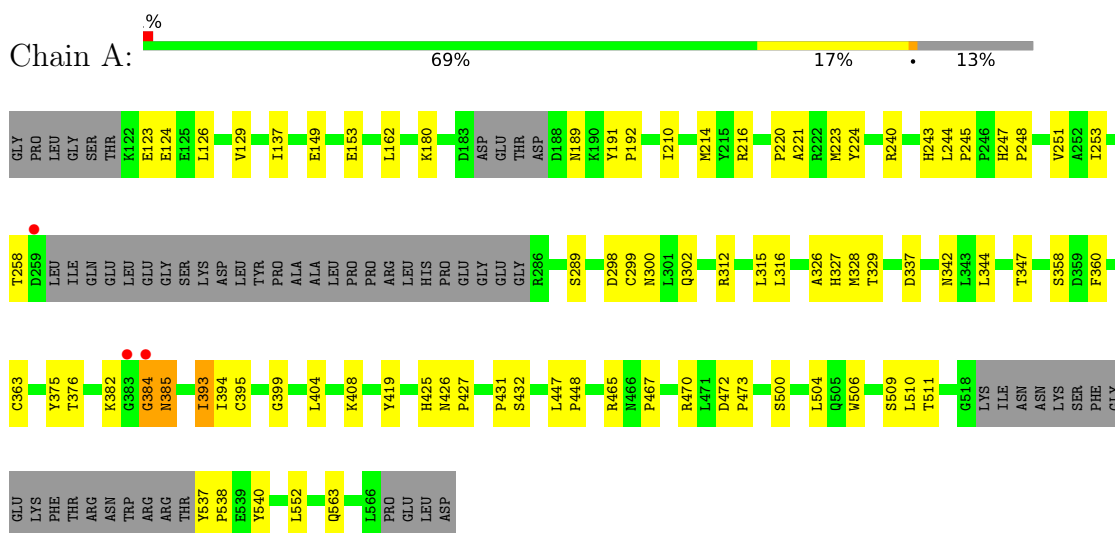 1%
Chain A:
69% 17% • 13%
GLY PRO LEU GLY SER THR K122 E123 E124 E125 L126 V129 I137 E149 E153 L162 K180 D183 ASP GLU THR ASP D188 N189 K190 Y191 P192 I210 M214 Y215 R216 P220 A221 R222 M223 Y224 R240 H243 L244 P245 P246 H247 P248 V251 A252 I253
T258 D259 LEU ILE GLN GLU LEU GLU GLY SER LYS ASP LEU TYR PRO ALA ALA LEU PRO PRO ARG LEU HIS PRO GLU GLY GLU GLY R286 S289 D298 C299 N300 L301 Q302 R312 L315 L316 A326 H327 M328 T329 D337 N342 L343 L344 T347 S358 D359 F360
C363 Y375 T376 K382 G383 G384 N385 I393 I394 C395 G399 L404 K408 Y419 H425 N426 P427 P431 S432 L447 P448 R465 N466 P467 R470 L471 D472 P473 S500 L504 Q505 W506 S509 L510 T511 G518 LYS ILE ASN ASN LYS SER PHE GLY
GLU LYS PHE THR ARG ASN TRP ARG ARG THR Y537 P538 E539 Y540 L552 Q563 L566 PRO GLU LEU ASP